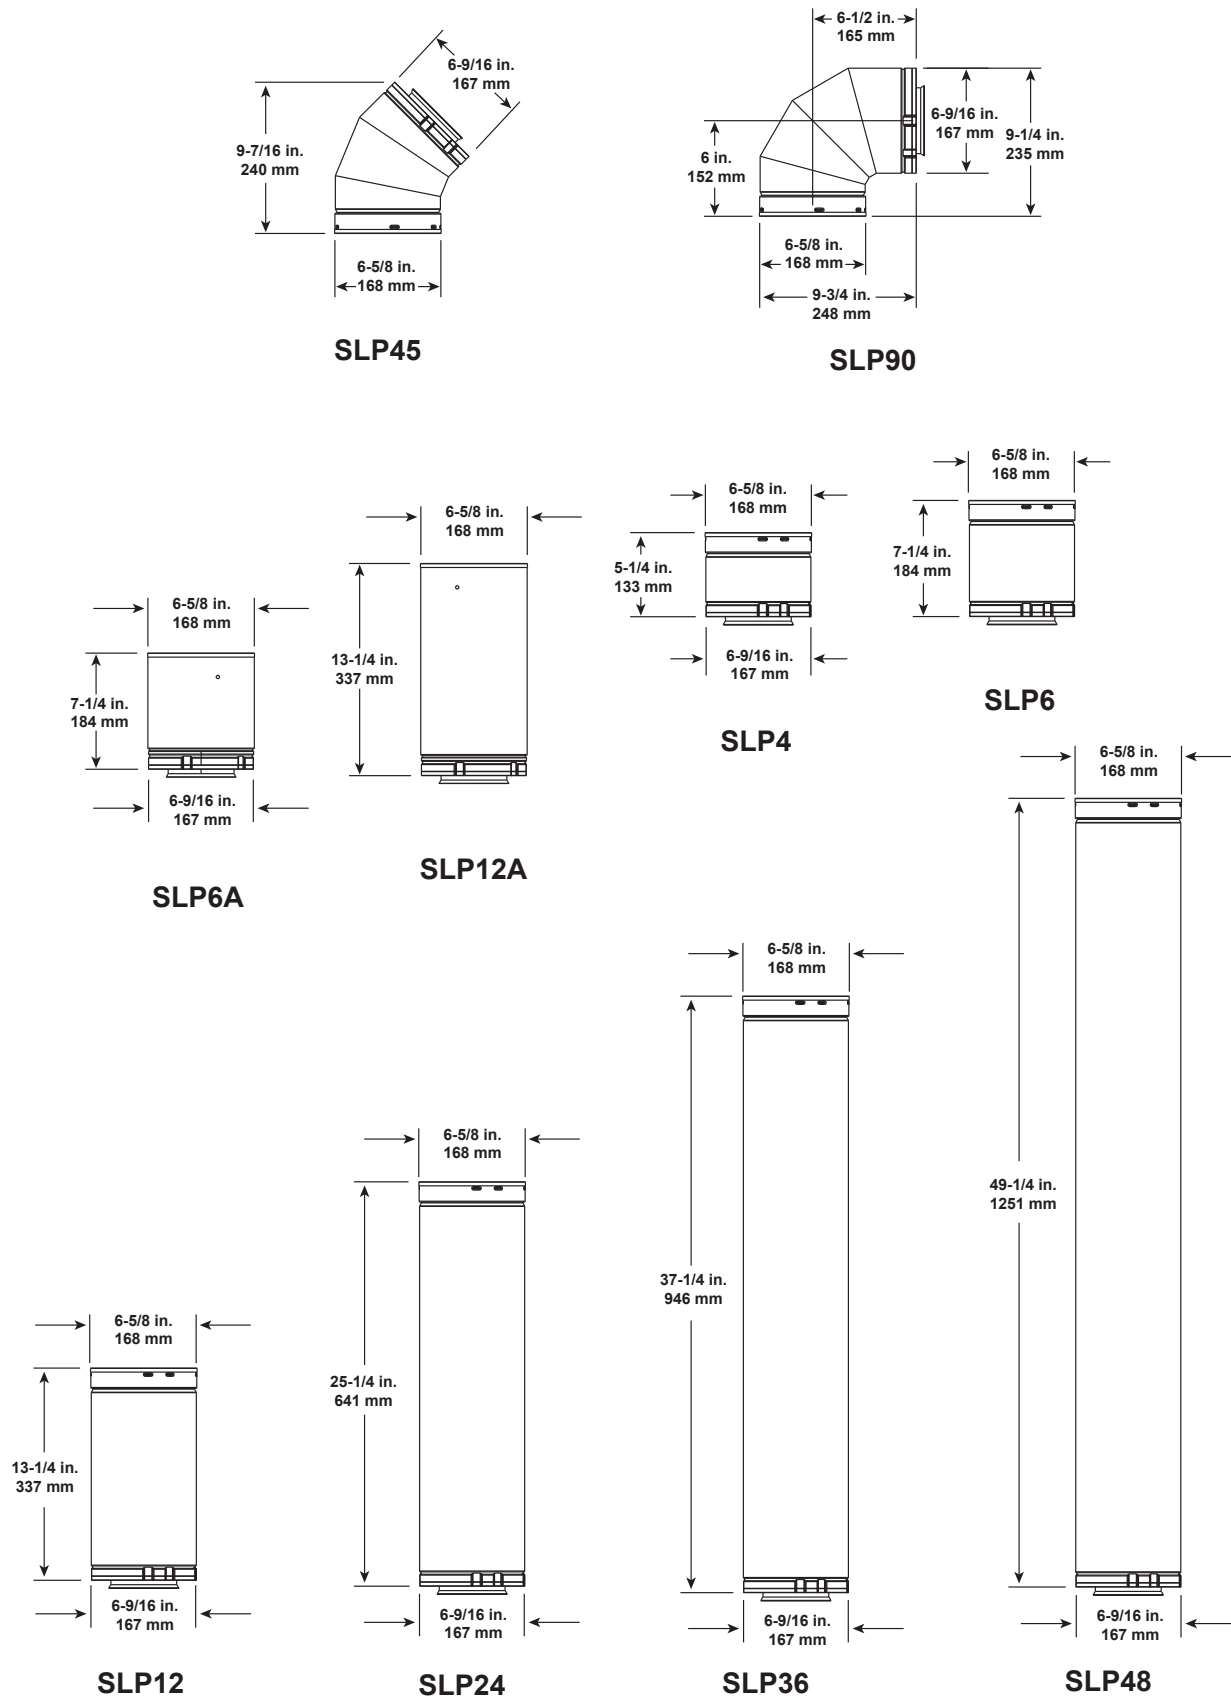 6-9/16 in.
167 mm
9-7/16 in.
240 mm
6-5/8 in.
168 mm
SLP45
6-1/2 in.
165 mm
6-9/16 in.
167 mm
9-1/4 in.
235 mm
6 in.
152 mm
6-5/8 in.
168 mm
9-3/4 in.
248 mm
SLP90
6-5/8 in.
168 mm
7-1/4 in.
184 mm
6-9/16 in.
167 mm
SLP6A
6-5/8 in.
168 mm
13-1/4 in.
337 mm
SLP12A
6-5/8 in.
168 mm
5-1/4 in.
133 mm
6-9/16 in.
167 mm
SLP4
6-5/8 in.
168 mm
7-1/4 in.
184 mm
SLP6
6-5/8 in.
168 mm
13-1/4 in.
337 mm
6-9/16 in.
167 mm
SLP12
6-5/8 in.
168 mm
25-1/4 in.
641 mm
6-9/16 in.
167 mm
SLP24
6-5/8 in.
168 mm
37-1/4 in.
946 mm
6-9/16 in.
167 mm
SLP36
6-5/8 in.
168 mm
49-1/4 in.
1251 mm
6-9/16 in.
167 mm
SLP48